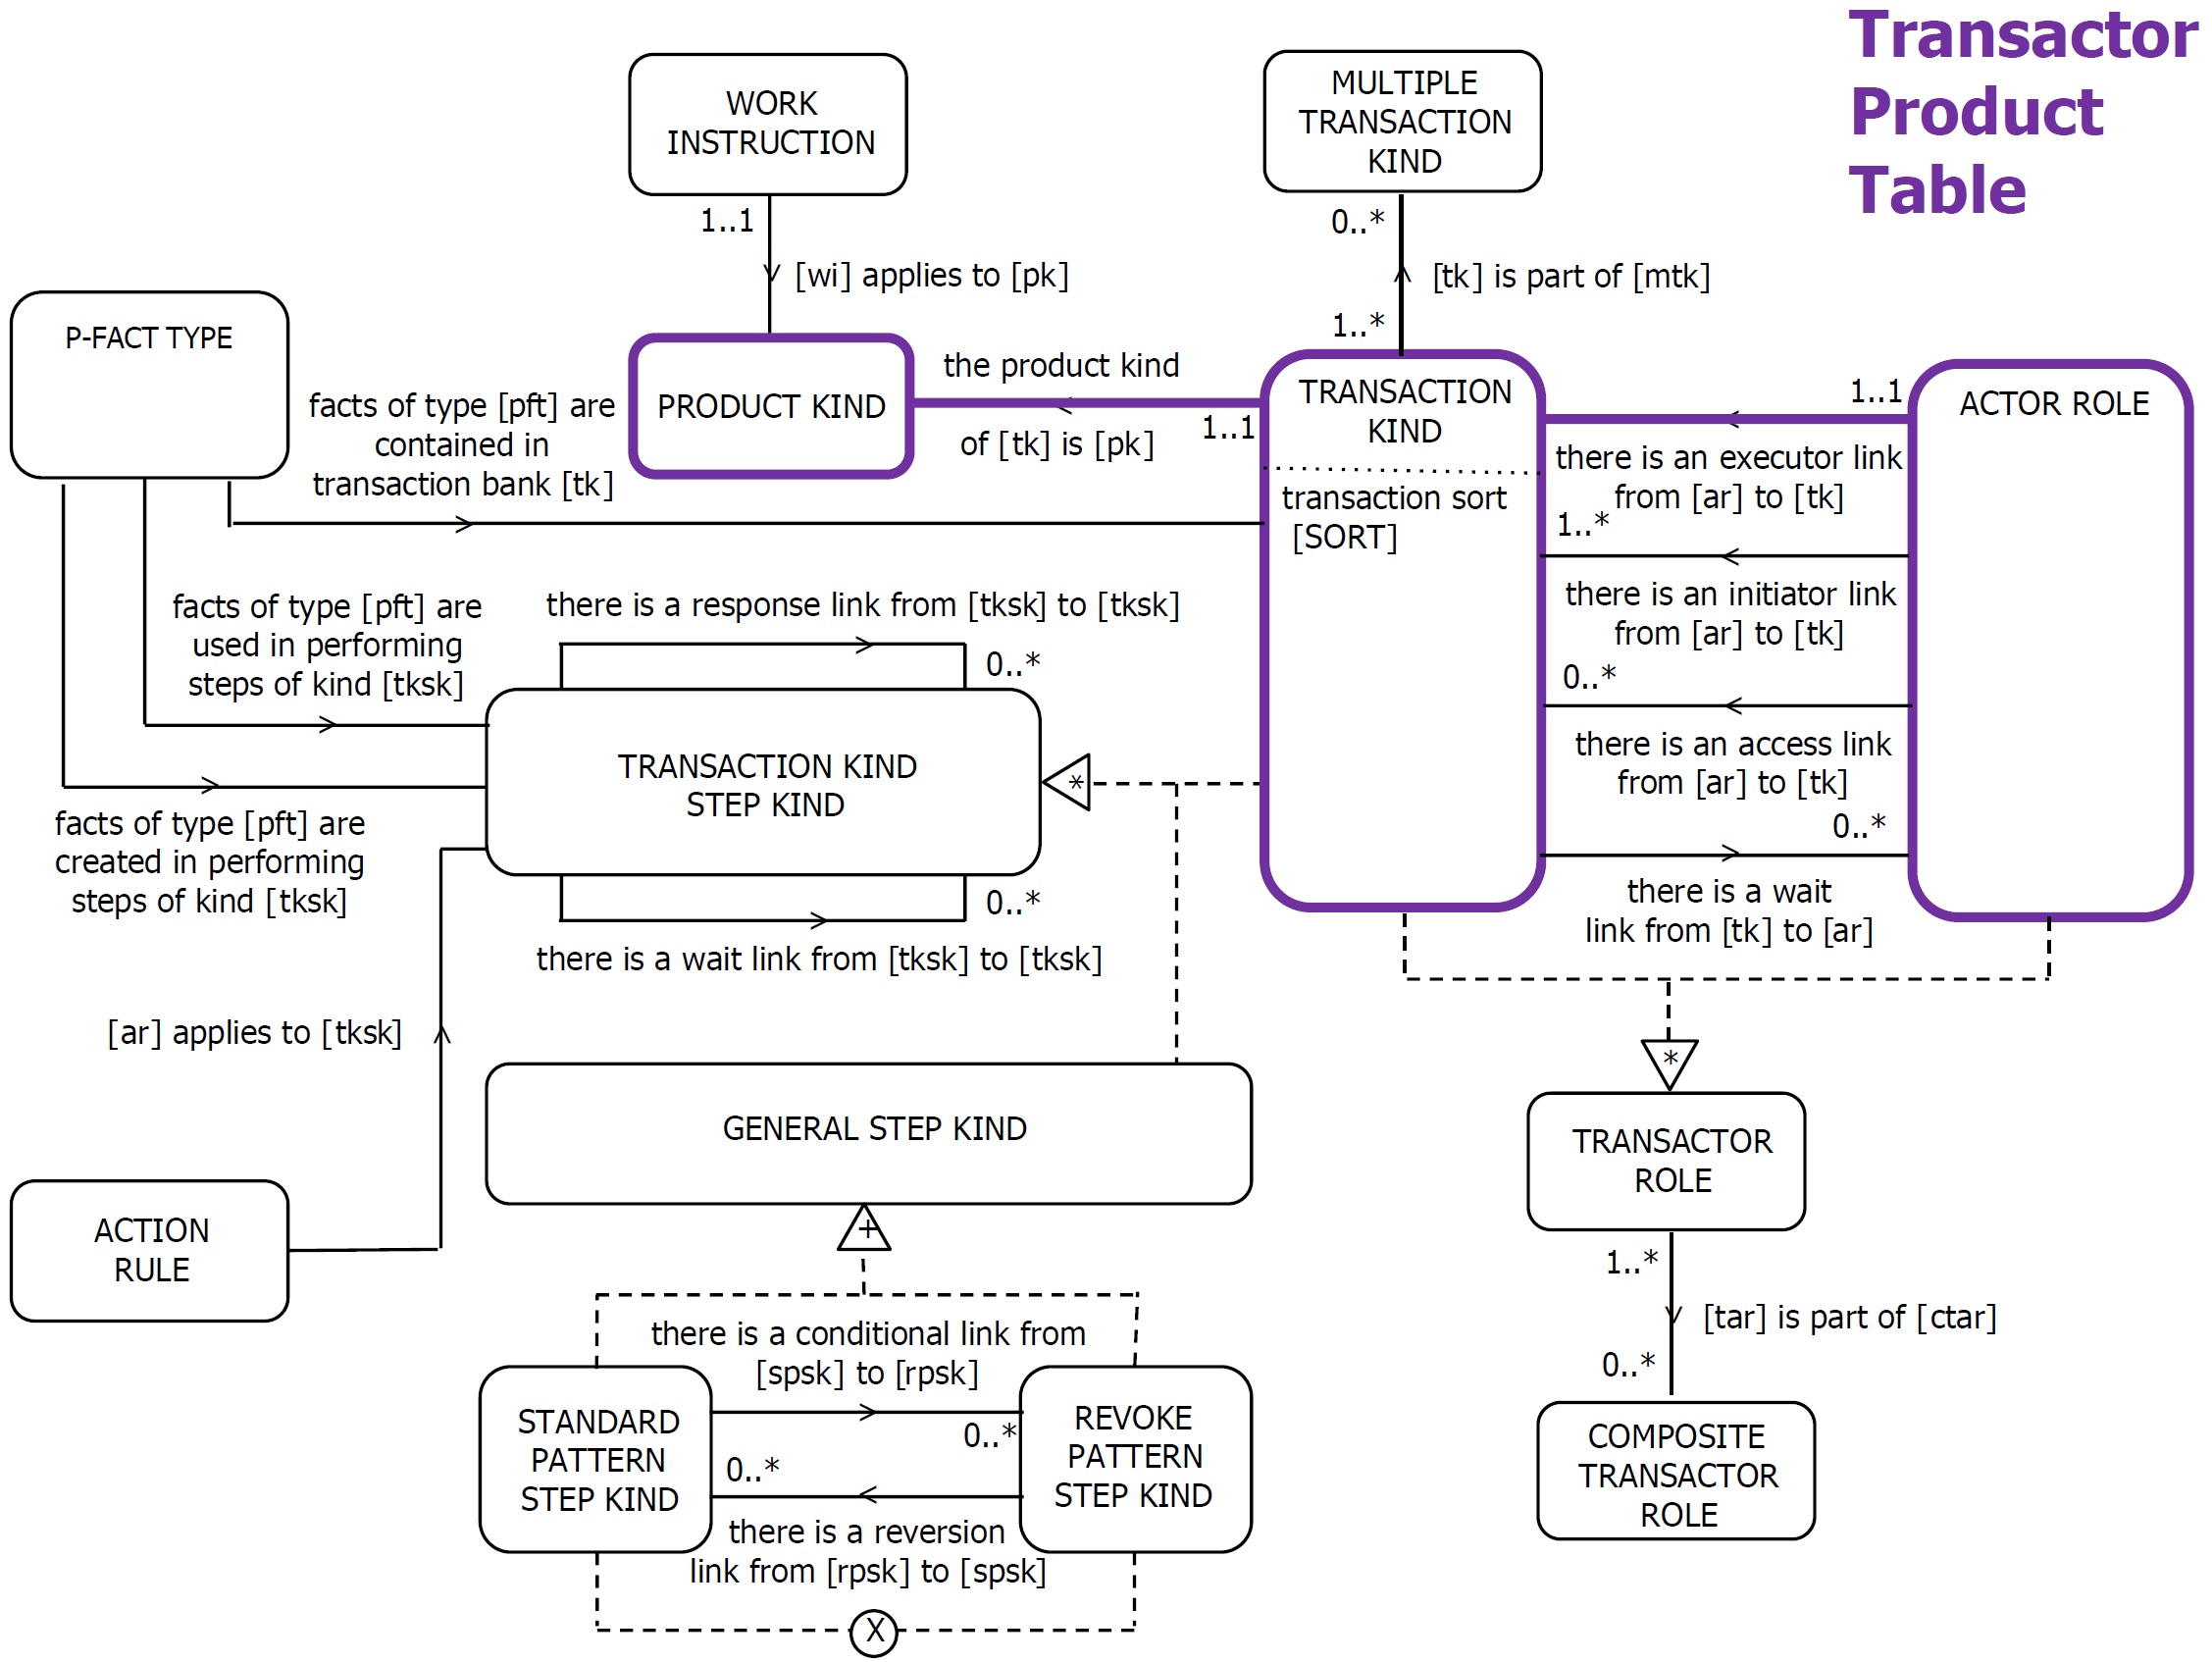 Transactor
Product
Table
WORK
INSTRUCTION
MULTIPLE
TRANSACTION
KIND
1..1
0..*
[wi] applies to [pk]
[tk] is part of [mtk]
1..*
P-FACT TYPE
PRODUCT KIND
the product kind
of [tk] is [pk]
1..1
TRANSACTION
KIND
transaction sort
[SORT]
1..1
ACTOR ROLE
facts of type [pft] are
contained in
transaction bank [tk]
there is an executor link
from [ar] to [tk]
1..*
there is an initiator link
from [ar] to [tk]
0..*
there is an access link
from [ar] to [tk]
0..*
there is a wait
link from [tk] to [ar]
facts of type [pft] are
used in performing
steps of kind [tksk]
there is a response link from [tksk] to [tksk]
0..*
TRANSACTION KIND
STEP KIND
*
facts of type [pft] are
created in performing
steps of kind [tksk]
0..*
there is a wait link from [tksk] to [tksk]
[ar] applies to [tksk]
GENERAL STEP KIND
*
TRANSACTOR
ROLE
ACTION
RULE
+
1..*
[tar] is part of [ctar]
0..*
there is a conditional link from
[spsk] to [rpsk]
STANDARD
PATTERN
STEP KIND
0..*
0..*
REVOKE
PATTERN
STEP KIND
there is a reversion
link from [rpsk] to [spsk]
X
COMPOSITE
TRANSACTOR
ROLE